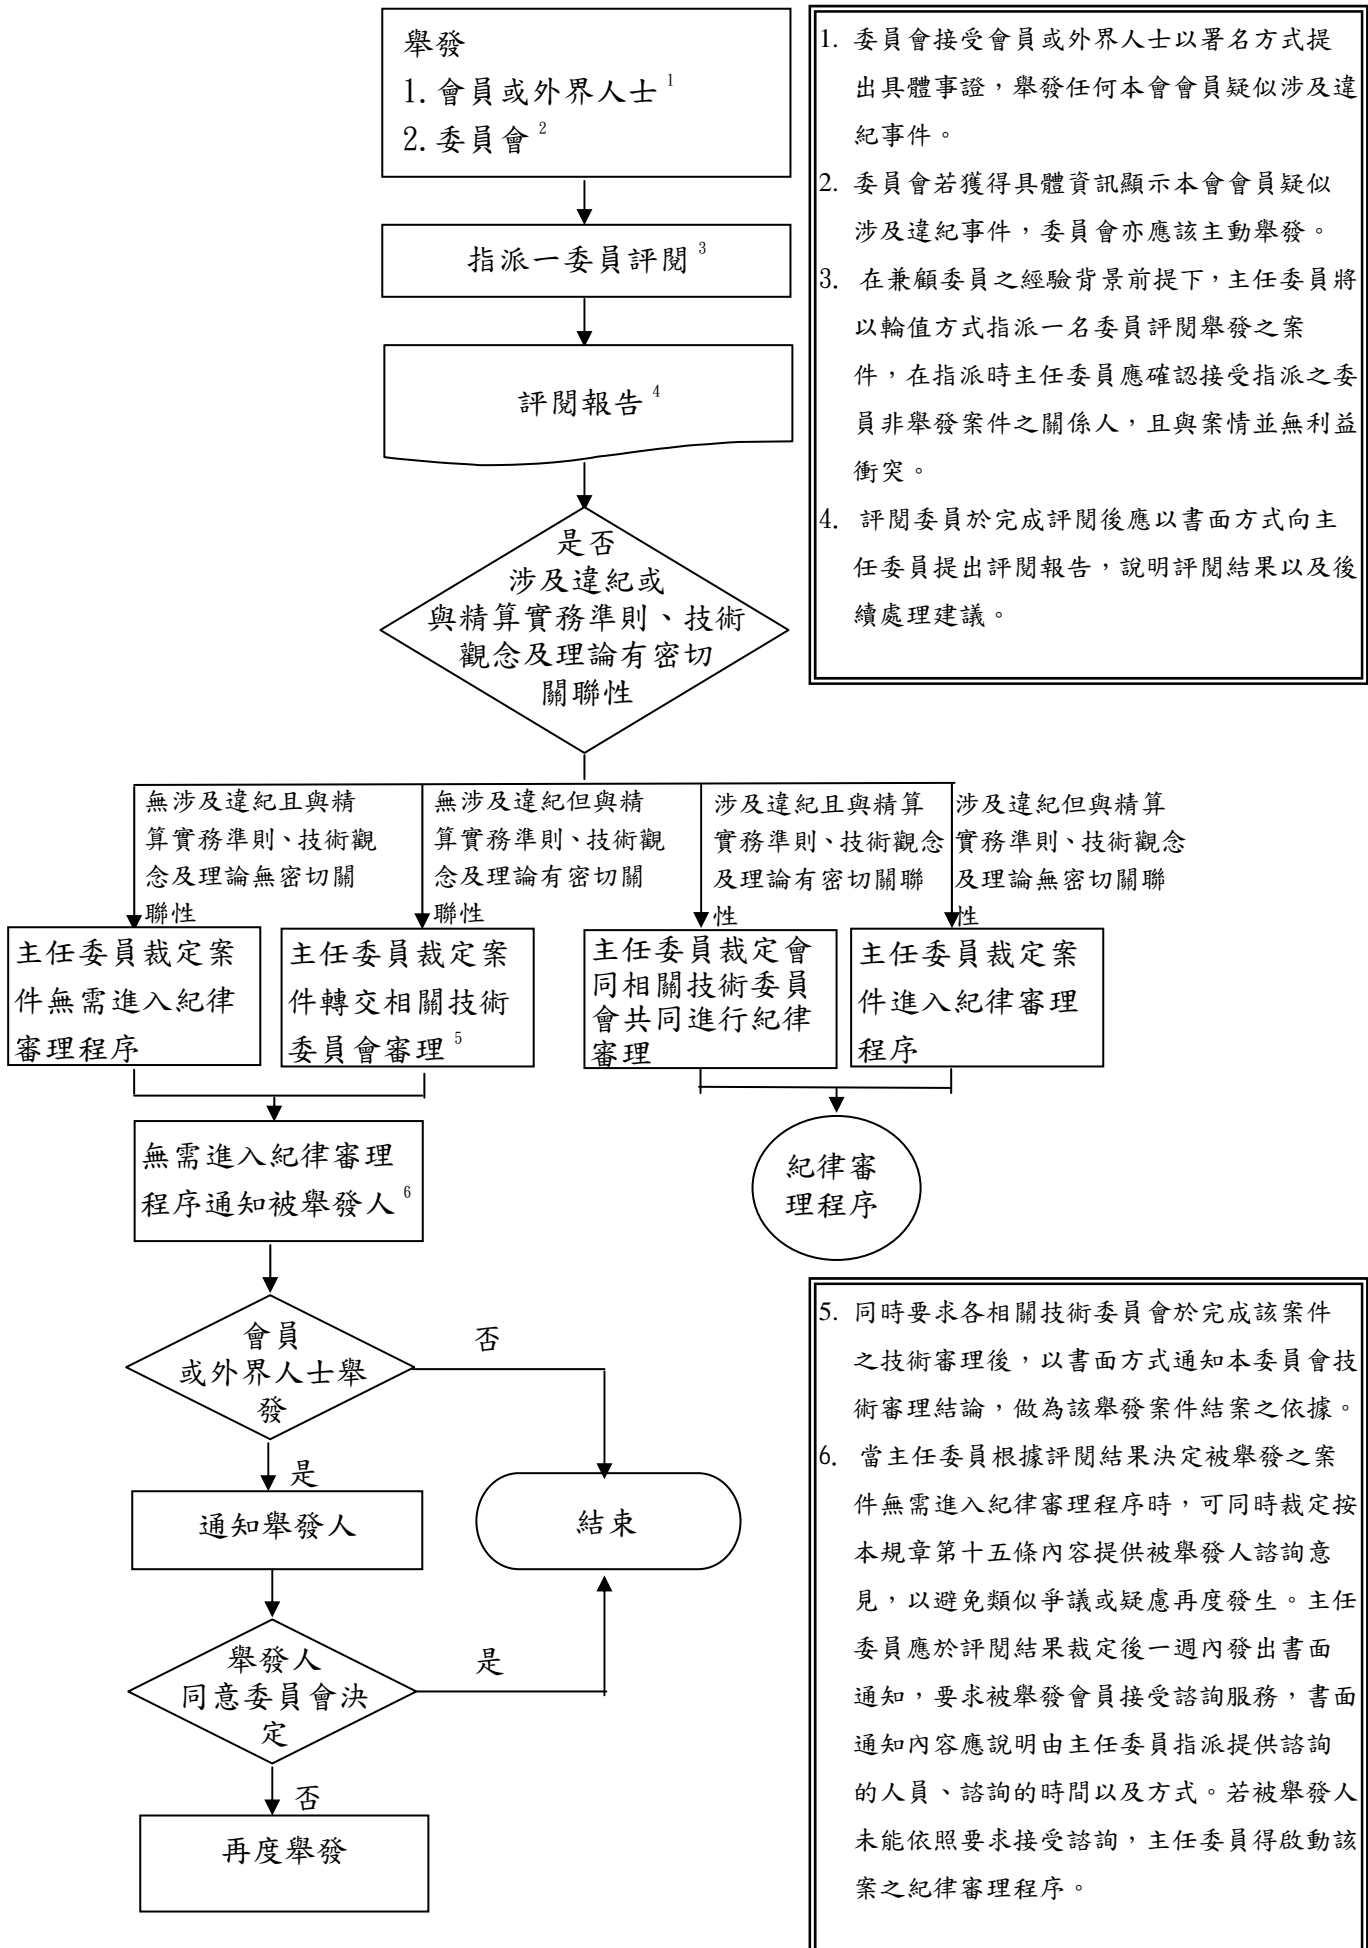 舉發
1. 會員或外界人士 1
2. 委員會 2
指派一委員評閱 3
評閱報告 4
是否
涉及違紀或
與精算實務準則、技術
觀念及理論有密切
關聯性
1. 委員會接受會員或外界人士以署名方式提
出具體事證,舉發任何本會會員疑似涉及違
紀事件。
2. 委員會若獲得具體資訊顯示本會會員疑似
涉及違紀事件,委員會亦應該主動舉發。
3. 在兼顧委員之經驗背景前提下,主任委員將
以輪值方式指派一名委員評閱舉發之案
件,在指派時主任委員應確認接受指派之委
員非舉發案件之關係人,且與案情並無利益
衝突。
4. 評閱委員於完成評閱後應以書面方式向主
任委員提出評閱報告,說明評閱結果以及後
續處理建議。
無涉及違紀且與精
算實務準則、技術觀
念及理論無密切關
聯性
無涉及違紀但與精
算實務準則、技術觀
念及理論有密切關
聯性
涉及違紀且與精算
實務準則、技術觀念
及理論有密切關聯
性
涉及違紀但與精算
實務準則、技術觀念
及理論無密切關聯
性
主任委員裁定案
件無需進入紀律
審理程序
主任委員裁定案
件轉交相關技術
委員會審理 5
主任委員裁定會
同相關技術委員
會共同進行紀律
審理
主任委員裁定案
件進入紀律審理
程序
無需進入紀律審理
程序通知被舉發人 6
紀律審
理程序
會員
或外界人士舉
發
否
是
通知舉發人
結束
舉發人
同意委員會決
定
是
否
再度舉發
5. 同時要求各相關技術委員會於完成該案件
之技術審理後,以書面方式通知本委員會技
術審理結論,做為該舉發案件結案之依據。
6. 當主任委員根據評閱結果決定被舉發之案
件無需進入紀律審理程序時,可同時裁定按
本規章第十五條內容提供被舉發人諮詢意
見,以避免類似爭議或疑慮再度發生。主任
委員應於評閱結果裁定後一週內發出書面
通知,要求被舉發會員接受諮詢服務,書面
通知內容應說明由主任委員指派提供諮詢
的人員、諮詢的時間以及方式。若被舉發人
未能依照要求接受諮詢,主任委員得啟動該
案之紀律審理程序。